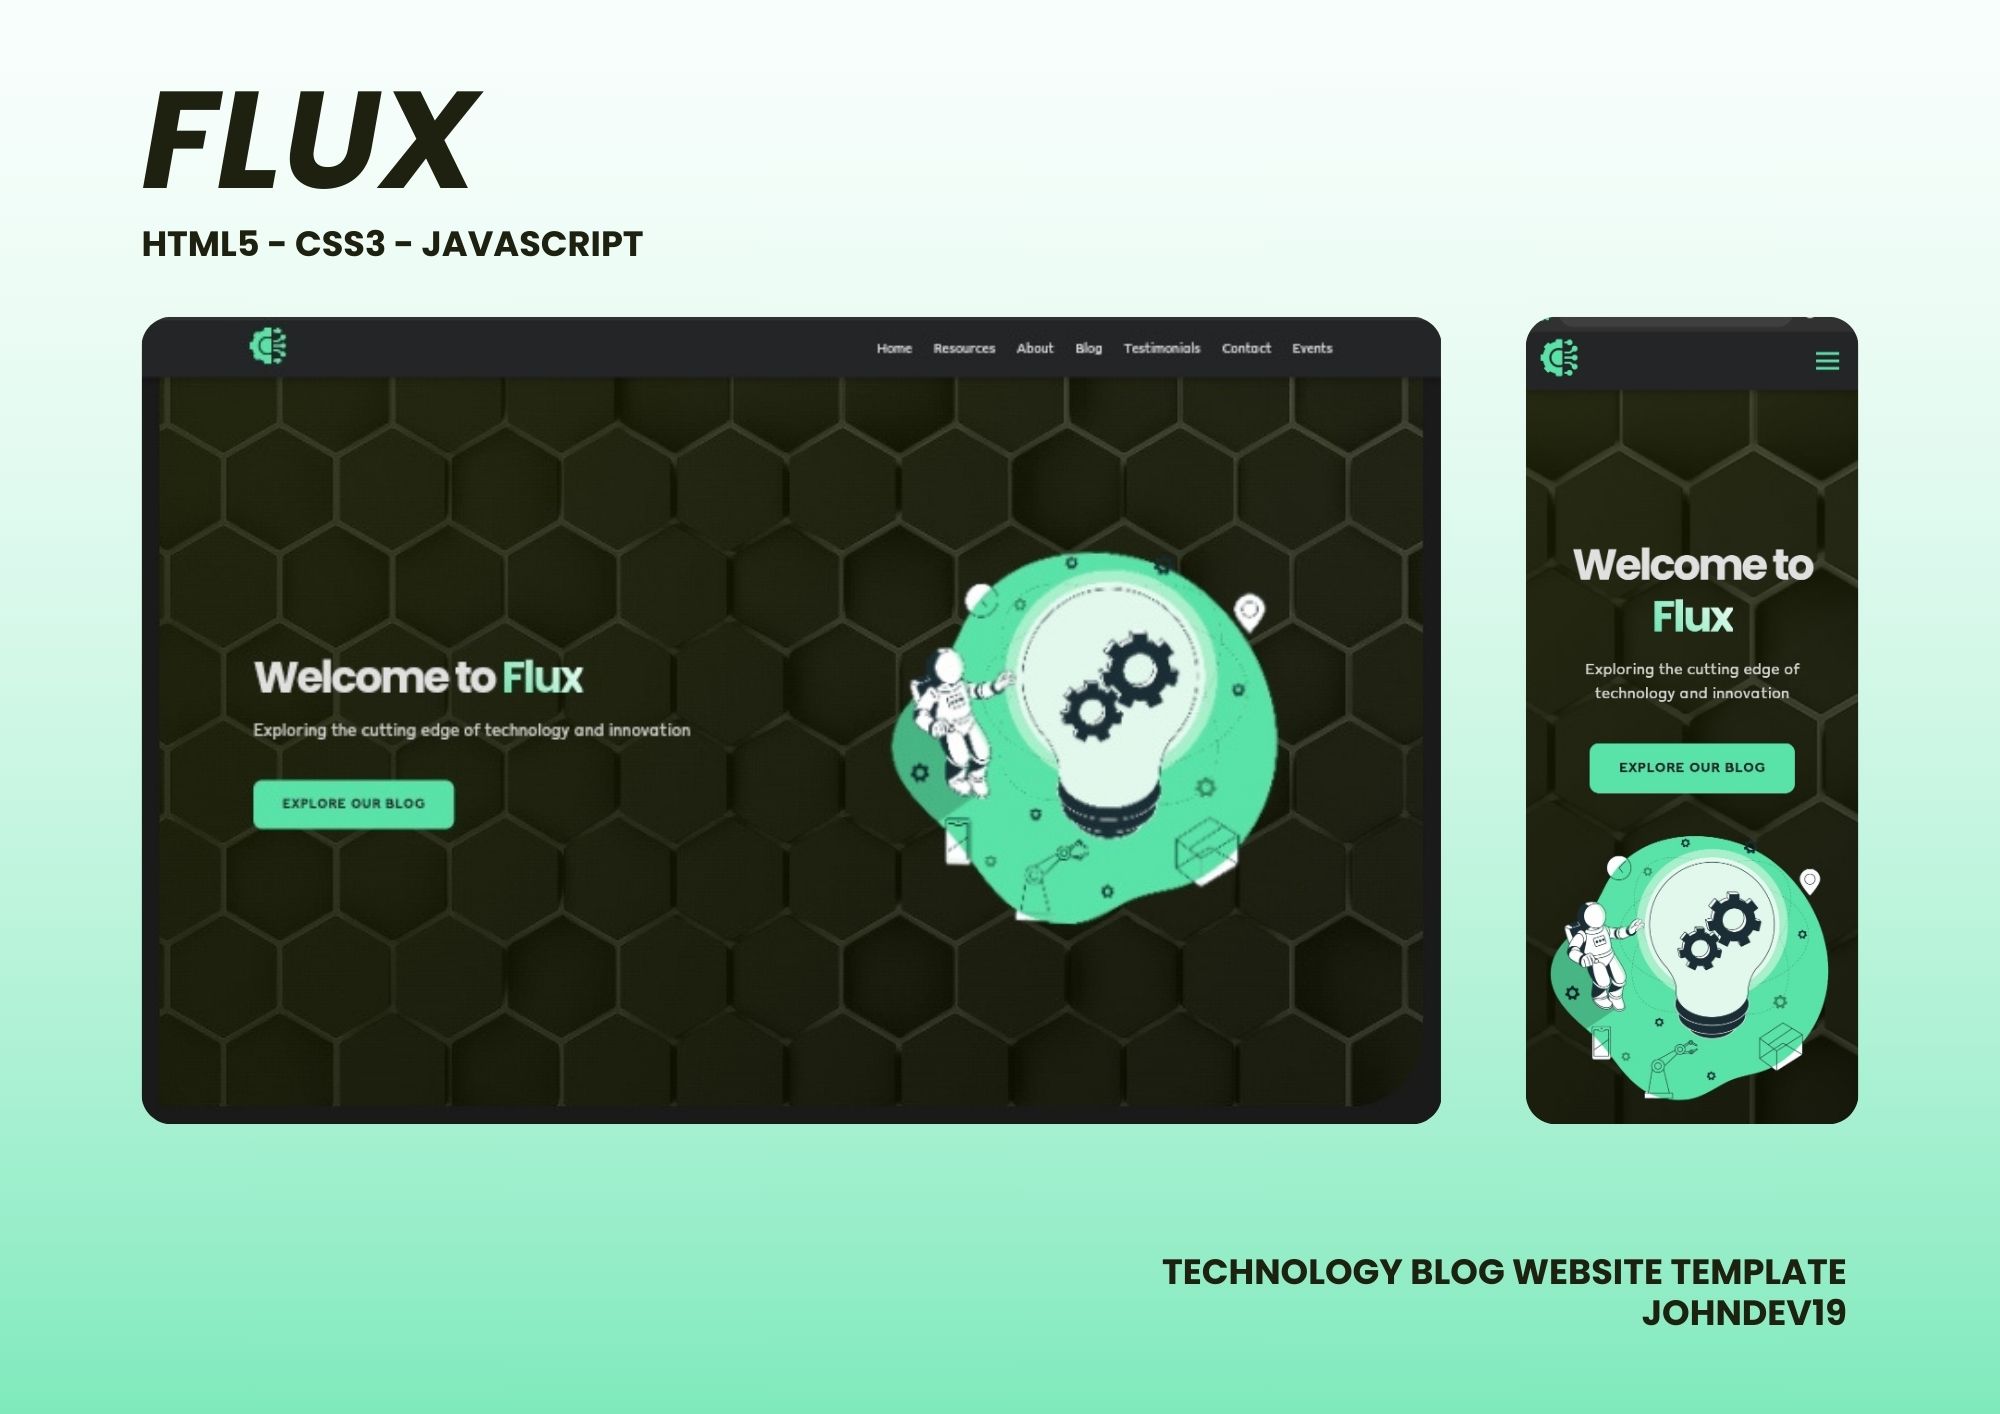 FLUX
HTML5 - CSS3 - JAVASCRIPT
Home Resources About Blog Testimonials Contact Events
Welcome to Flux
Exploring the cutting edge of technology and innovation
EXPLORE OUR BLOG
Welcome to
Flux
Exploring the cutting edge of
technology and innovation
EXPLORE OUR BLOG
TECHNOLOGY BLOG WEBSITE TEMPLATE
JOHNDEV19